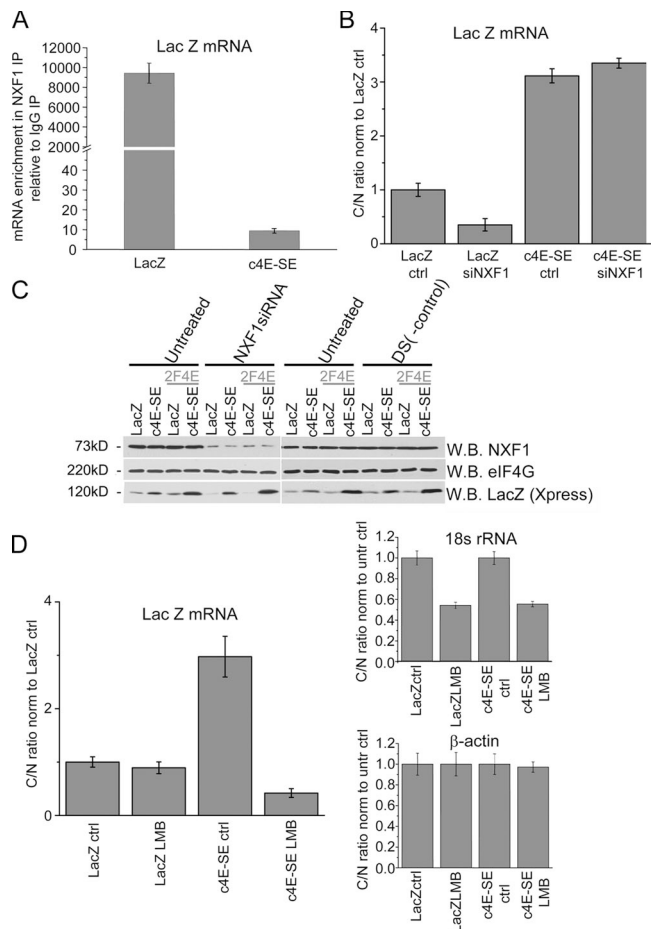 A
Lac Z mRNA
mRNA enrichment in NXF1 IP
relative to IgG IP
12000
10000
8000
6000
4000
2000
40
30
20
10
0
LacZ
c4E-SE
B
Lac Z mRNA
C/N ratio norm to LacZ ctrl
4
3
2
1
0
LacZ
ctrl
LacZ
siNXF1
c4E-SE
ctrl
c4E-SE
siNXF1
C
Untreated
NXF1siRNA
Untreated
DS(-control)
2F4E
2F4E
2F4E
2F4E
LacZ
c4E-SE
LacZ
c4E-SE
LacZ
c4E-SE
LacZ
c4E-SE
LacZ
c4E-SE
LacZ
c4E-SE
LacZ
c4E-SE
LacZ
c4E-SE
73kD -
W.B. NXF1
220kD -
W.B. eIF4G
120kD -
W.B. LacZ (Xpress)
D
Lac Z mRNA
C/N ratio norm to LacZ ctrl
4
2
0
LacZ ctrl
LacZ LMB
c4E-SE ctrl
c4E-SE LMB
18s rRNA
C/N ratio norm to untr ctrl
1.2
1.0
0.8
0.6
0.4
0.2
0.0
LacZctrl
LacZLMB
c4E-SE
ctrl
c4E-SE
LMB
β-actin
C/N ratio norm to untr ctrl
1.2
1.0
0.8
0.6
0.4
0.2
0.0
LacZctrl
LacZLMB
c4E-SE
ctrl
c4E-SE
LMB